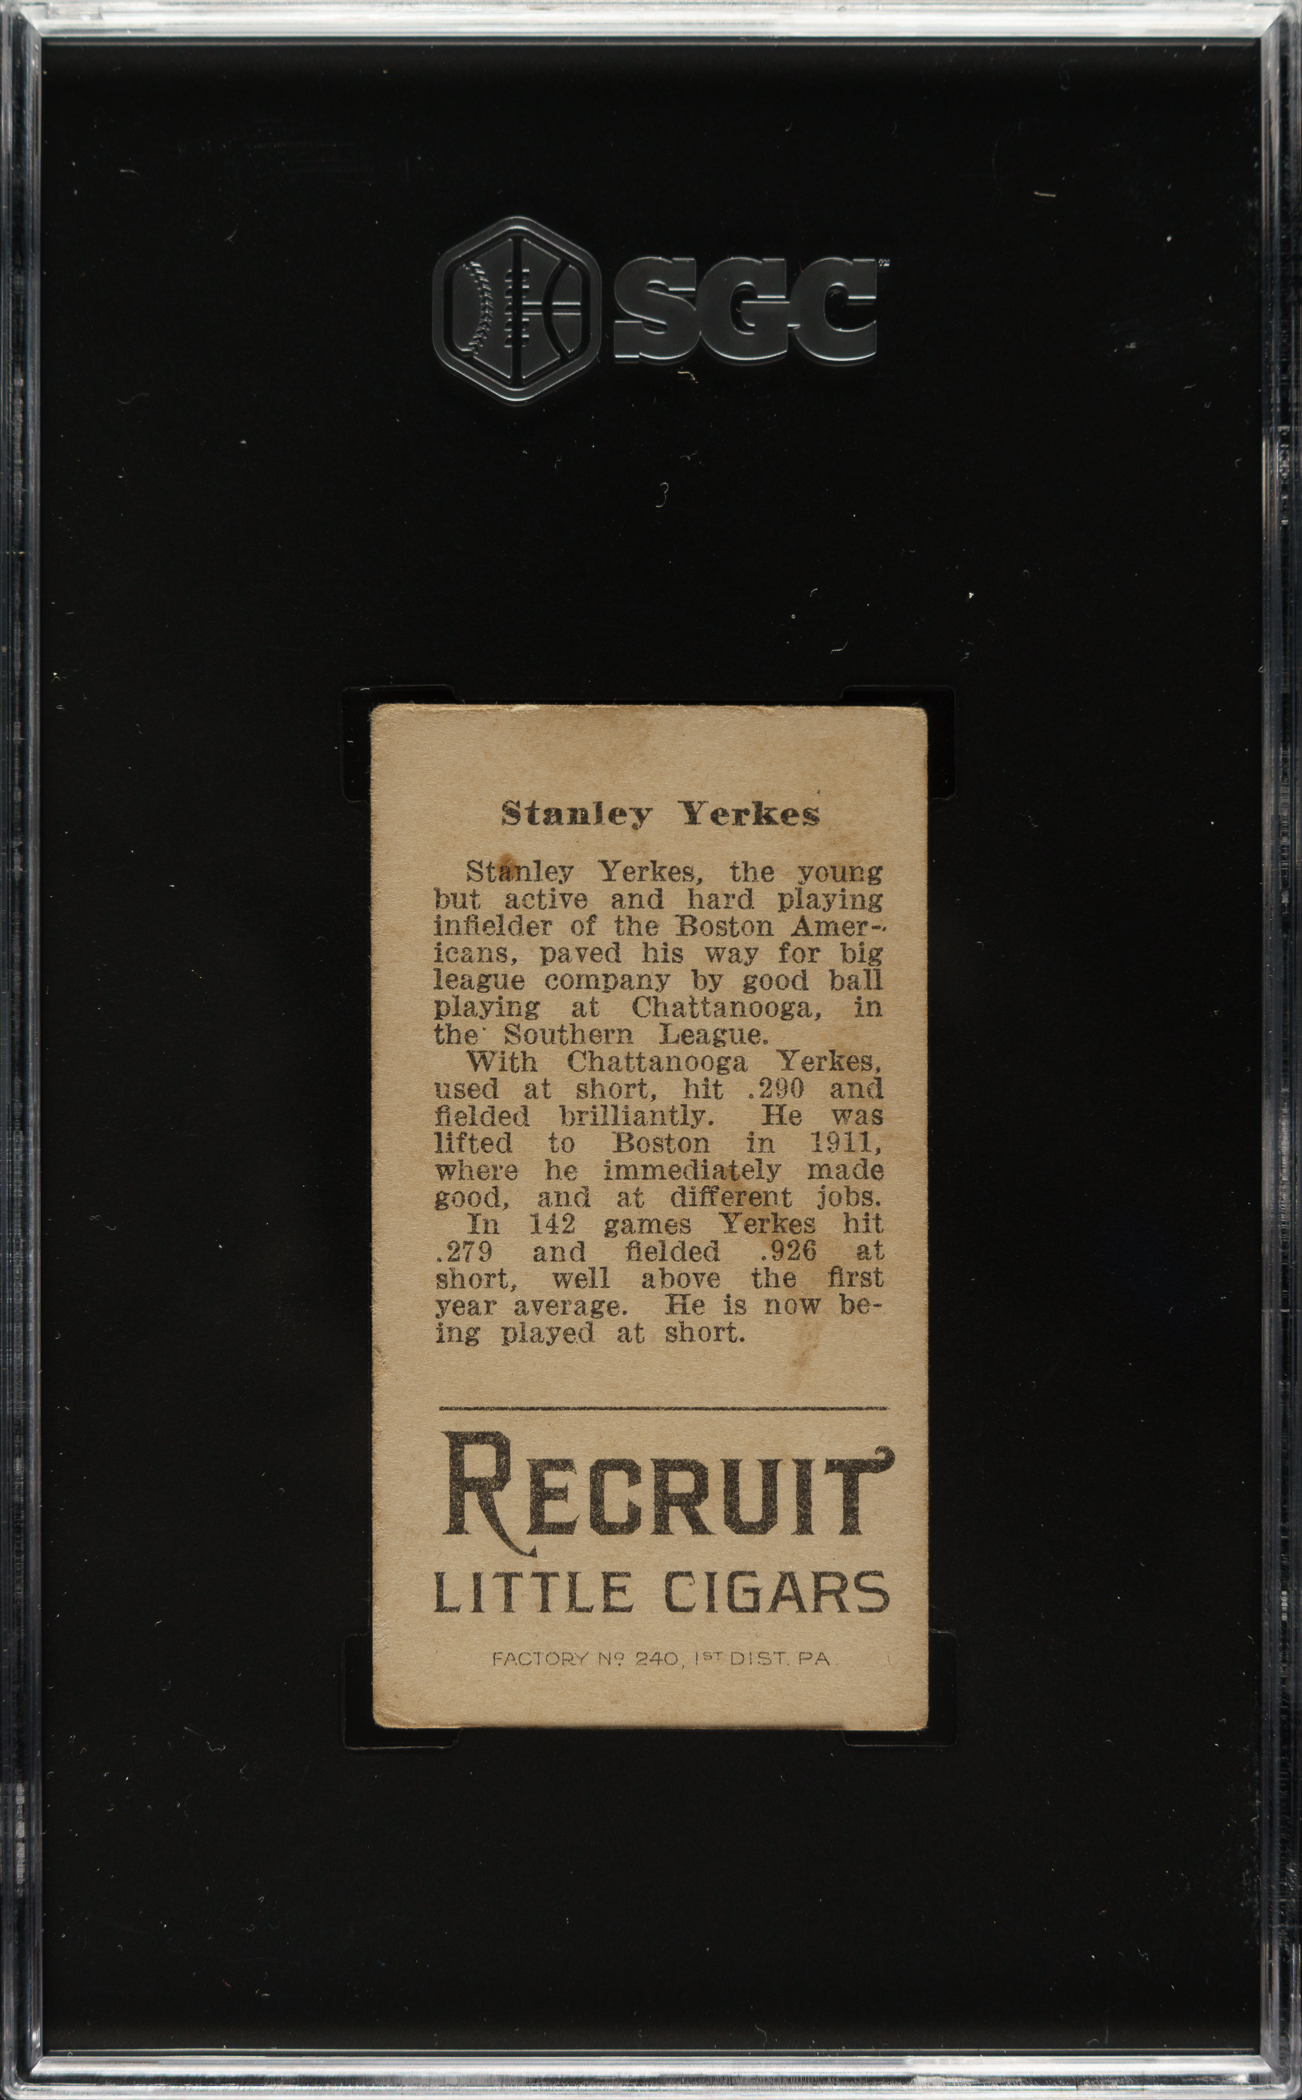 SGC
Stanley Yerkes
Stanley Yerkes, the young
but active and hard playing
infielder of the Boston Amer-
icans, paved his way for big
league company by good ball
playing at Chattanooga, in
the Southern League.
With Chattanooga Yerkes,
used at short, hit .290 and
fielded brilliantly. He was
lifted to Boston in 1911,
where he immediately made
good, and at different jobs.
In 142 games Yerkes hit
.279 and fielded .926 at
short, well above the first
year average. He is now be-
ing played at short.
RECRUIT
LITTLE CIGARS
FACTORY Nº 240, 1ST DIST. PA.